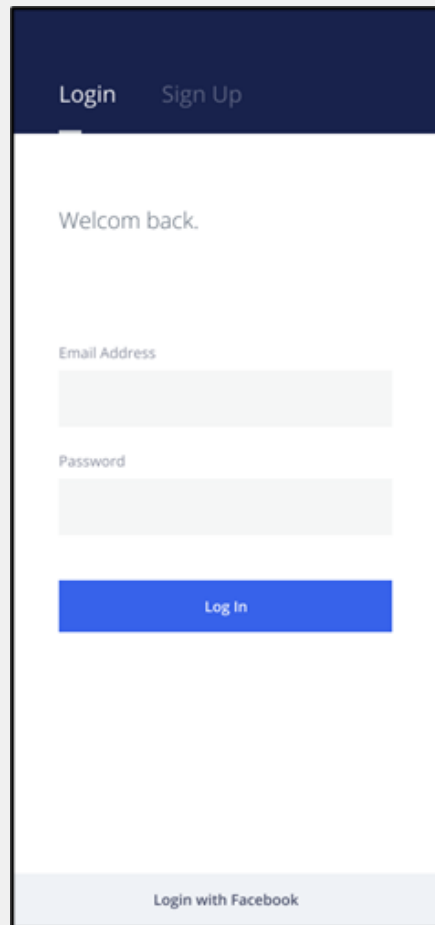 Login Sign Up
Welcom back.
Email Address
Password
Log In
Login with Facebook